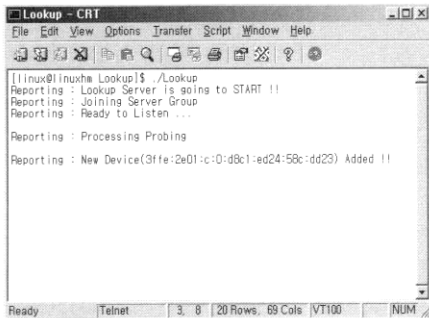 Lookup - CRT
File Edit View Options Transfer Script Window Help
[linux@linuxhm Lookup]$ ./Lookup
Reporting : Lookup Server is going to START !!
Reporting : Joining Server Group
Reporting : Ready to Listen ...
Reporting : Processing Probing
Reporting : New Device(3ffe:2e01:c:0:d8c1:ed24:58c:dd23) Added !!
Ready Telnet 3, 8 20 Rows, 69 Cols VT100 NUM